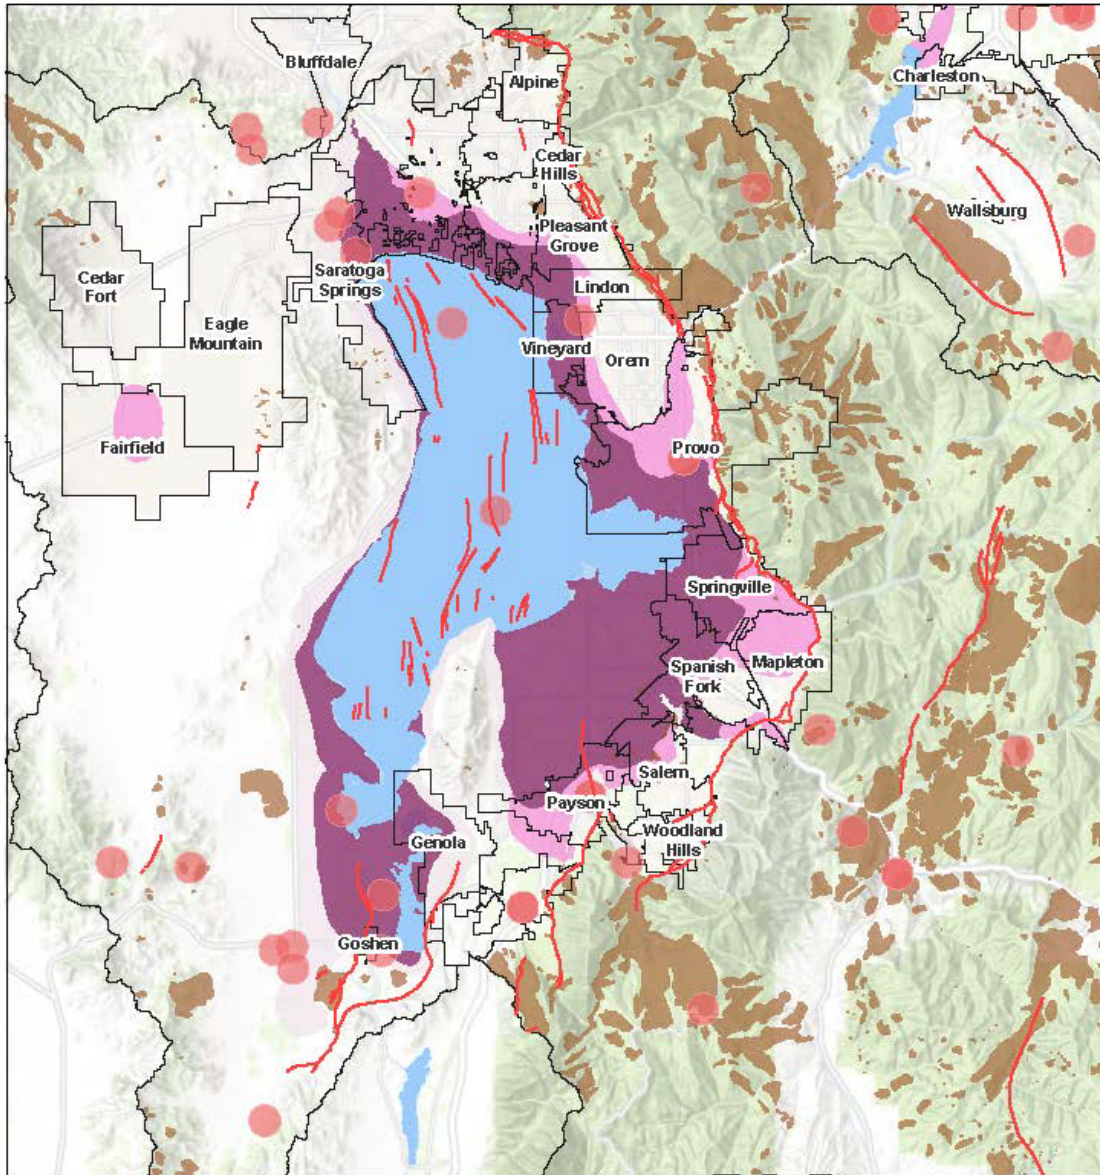 Bluffdale
Alpine
Charleston
Cedar
Hills
Wallsburg
Pleasant
Grove
Saratoga
Springs
Cedar
Fort
Lindon
Eagle
Mountain
Vineyard
Orem
Fairfield
Provo
Springville
Spanish
Fork
Mapleton
Salem
Payson
Woodland
Hills
Genola
Goshen